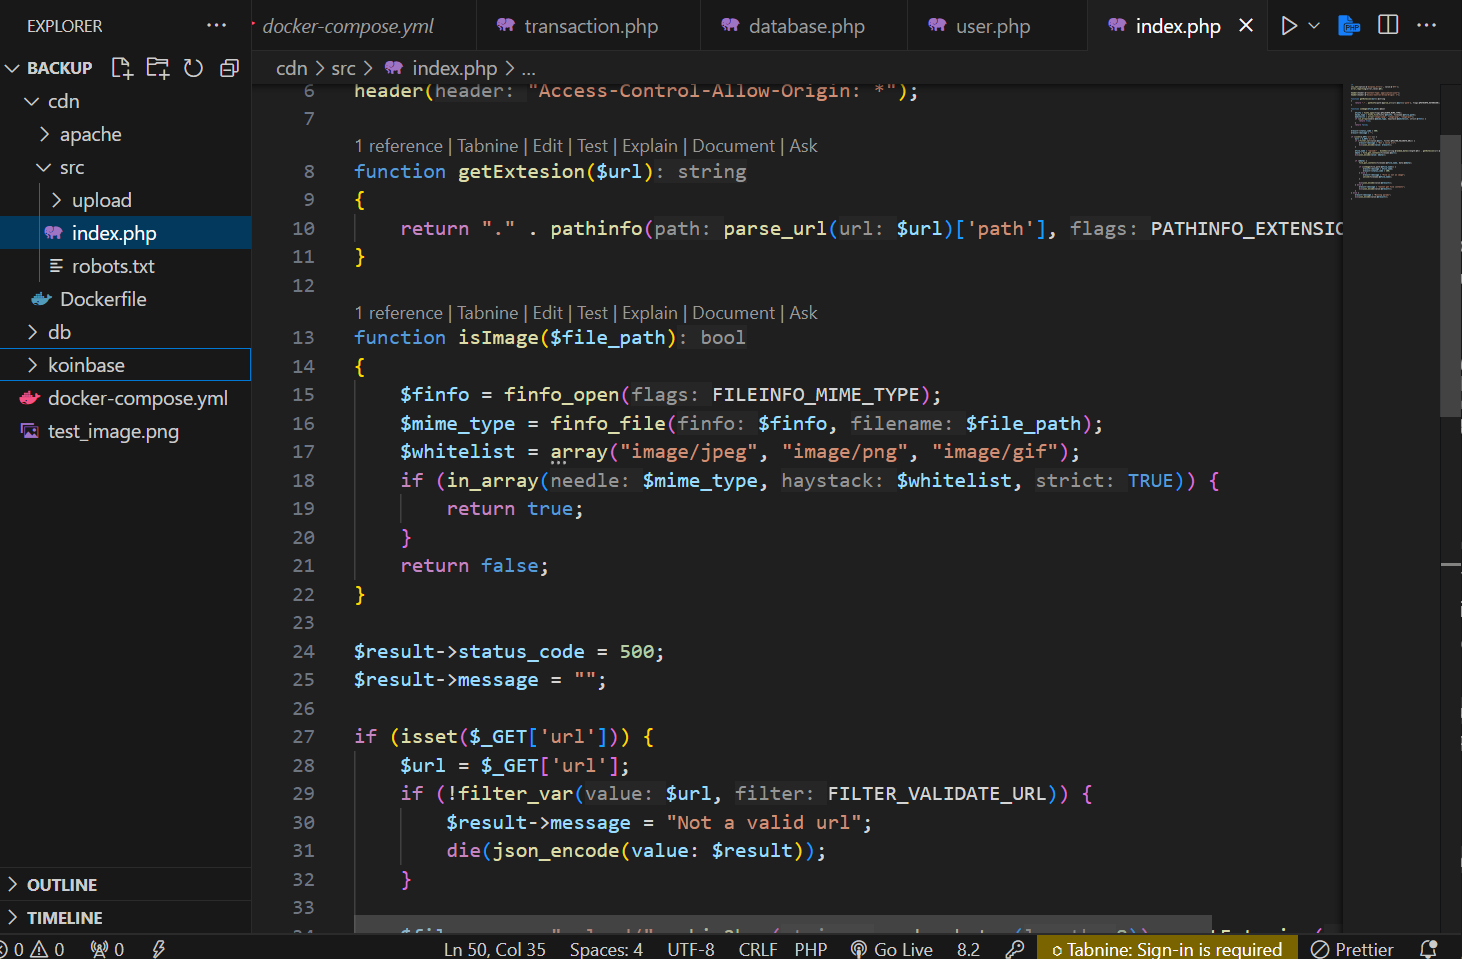 EXPLORER
docker-compose.yml transaction.php database.php user.php index.php
BACKUP
cdn > src > index.php > ...
cdn
apache
src
upload
index.php
robots.txt
Dockerfile
db
koinbase
docker-compose.yml
test_image.png
OUTLINE
TIMELINE
6 header(header: "Access-Control-Allow-Origin: *");
7
1 reference | Tabnine | Edit | Test | Explain | Document | Ask
8 function getExtesion($url): string
9 {
10 return "." . pathinfo(path: parse_url(url: $url)['path'], flags: PATHINFO_EXTENSIO
11 }
12
1 reference | Tabnine | Edit | Test | Explain | Document | Ask
13 function isImage($file_path): bool
14 {
15 $finfo = finfo_open(flags: FILEINFO_MIME_TYPE);
16 $mime_type = finfo_file(finfo: $finfo, filename: $file_path);
17 $whitelist = array("image/jpeg", "image/png", "image/gif");
18 if (in_array(needle: $mime_type, haystack: $whitelist, strict: TRUE)) {
19 return true;
20 }
21 return false;
22 }
23
24 $result->status_code = 500;
25 $result->message = "";
26
27 if (isset($_GET['url'])) {
28 $url = $_GET['url'];
29 if (!filter_var(value: $url, filter: FILTER_VALIDATE_URL)) {
30 $result->message = "Not a valid url";
31 die(json_encode(value: $result));
32 }
33
0 0 0 Ln 50, Col 35 Spaces: 4 UTF-8 CRLF PHP Go Live 8.2 Tabnine: Sign-in is required Prettier